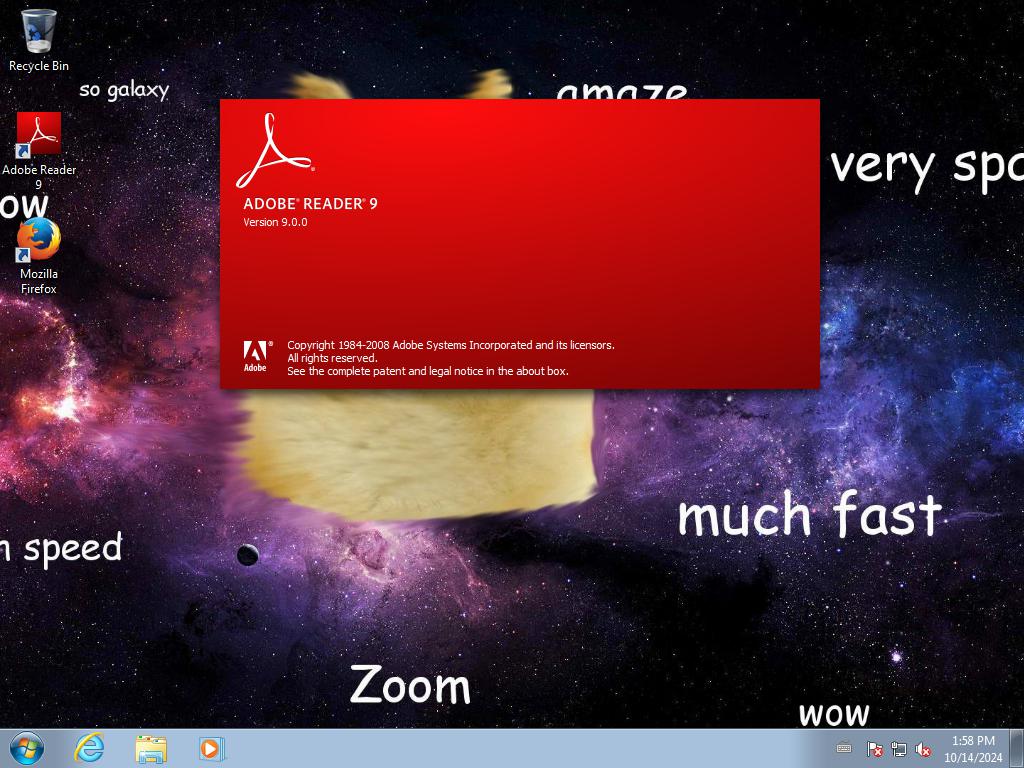 Recycle Bin
so galaxy
amaze
Adobe Reader
9
ow
very spa
ADOBE® READER® 9
Version 9.0.0
Mozilla
Firefox
Copyright 1984-2008 Adobe Systems Incorporated and its licensors.
All rights reserved.
See the complete patent and legal notice in the about box.
Adobe
much fast
speed
Zoom
wow
1:58 PM
10/14/2024